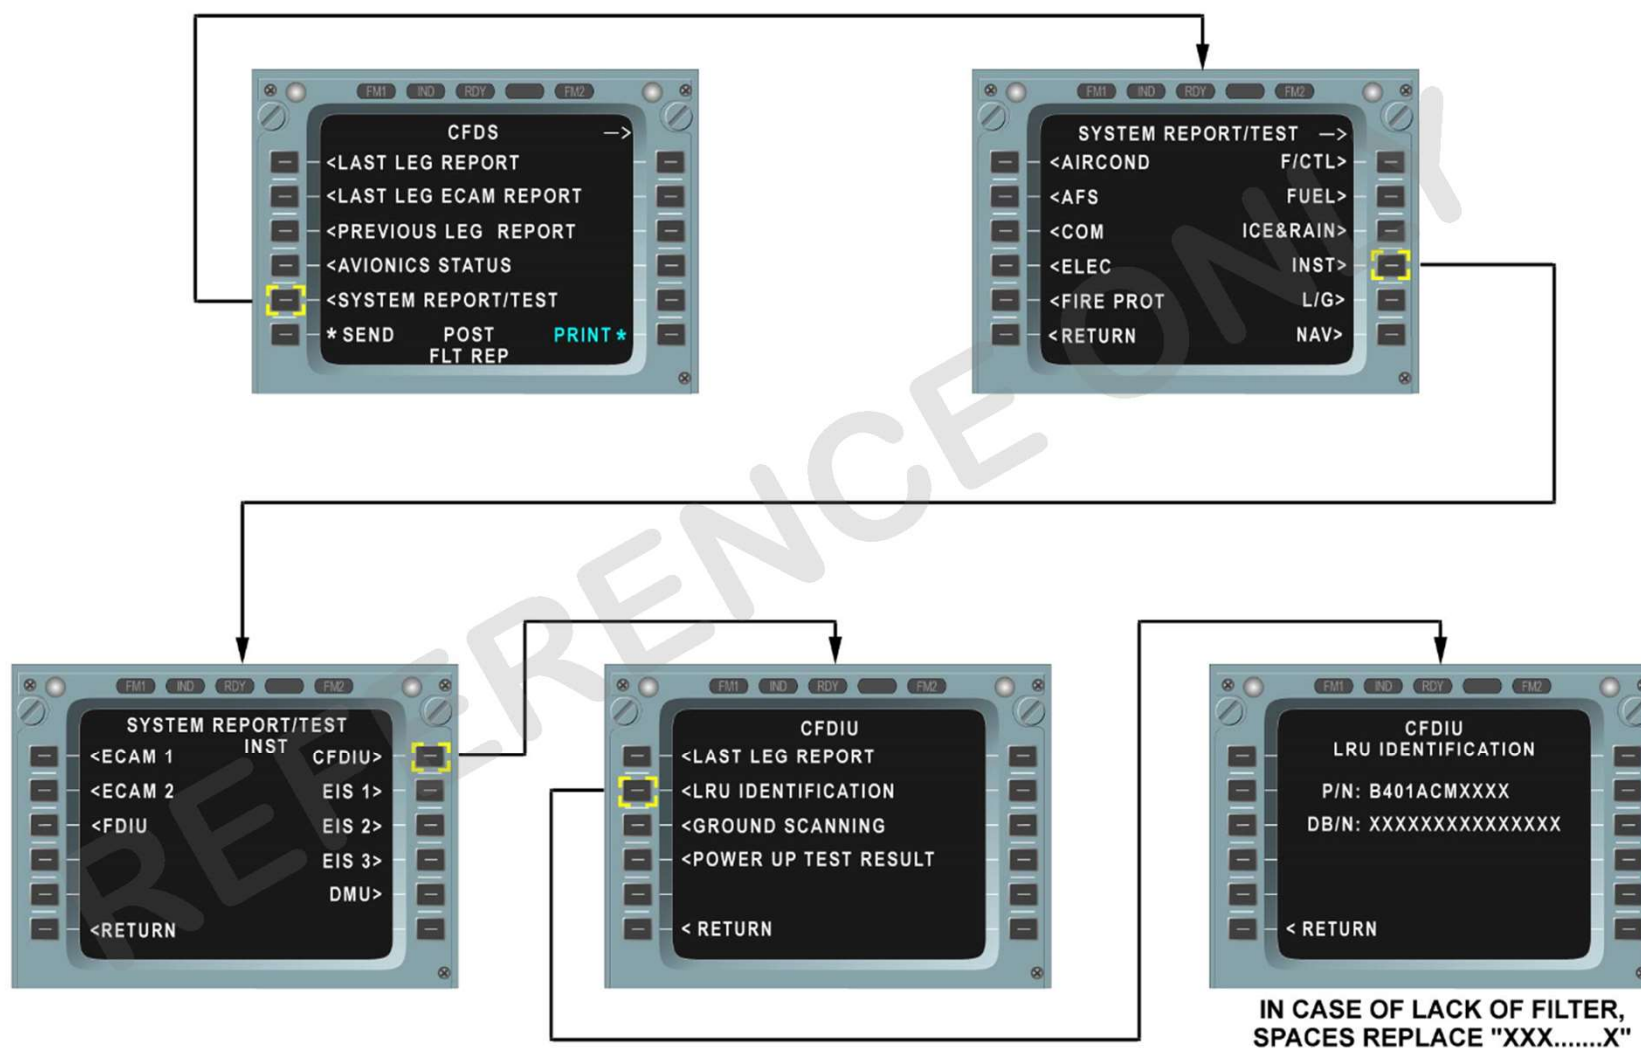 FM1 IND RDY FM2
CFDS —>
<LAST LEG REPORT
<LAST LEG ECAM REPORT
<PREVIOUS LEG REPORT
<AVIONICS STATUS
<SYSTEM REPORT/TEST
*SEND POST PRINT*
FLT REP
FM1 IND RDY FM2
SYSTEM REPORT/TEST —>
<AIRCOND F/CTL>
<AFS FUEL>
<COM ICE&RAIN>
<ELEC INST>
<FIRE PROT L/G>
<RETURN NAV>
FM1 IND RDY FM2
SYSTEM REPORT/TEST
INST
<ECAM 1 CFDIU>
<ECAM 2 EIS 1>
<FDIU EIS 2>
EIS 3>
DMU>
<RETURN
FM1 IND RDY FM2
CFDIU
<LAST LEG REPORT
<LRU IDENTIFICATION
<GROUND SCANNING
<POWER UP TEST RESULT
< RETURN
FM1 IND RDY FM2
CFDIU
LRU IDENTIFICATION
P/N: B401ACMXXXX
DB/N: XXXXXXXXXXXXXXX
< RETURN
IN CASE OF LACK OF FILTER,
SPACES REPLACE "XXX.......X"
REFERENCE ONLY